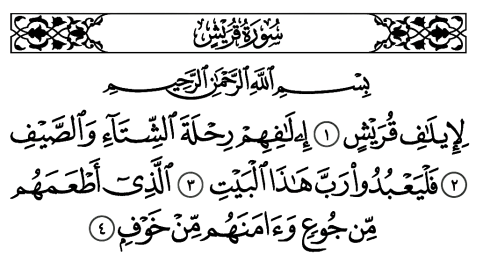 سُورَةُ قُرَيْشٍ
بِسْمِ ٱللَّهِ ٱلرَّحْمَٰنِ ٱلرَّحِيمِ
لِإِيلَٰفِ قُرَيْشٍ ١ إِۦلَٰفِهِمْ رِحْلَةَ ٱلشِّتَآءِ وَٱلصَّيْفِ
٢ فَلْيَعْبُدُوا۟ رَبَّ هَٰذَا ٱلْبَيْتِ ٣ ٱلَّذِىٓ أَطْعَمَهُم
مِّن جُوعٍ وَءَامَنَهُم مِّنْ خَوْفٍۭ ٤